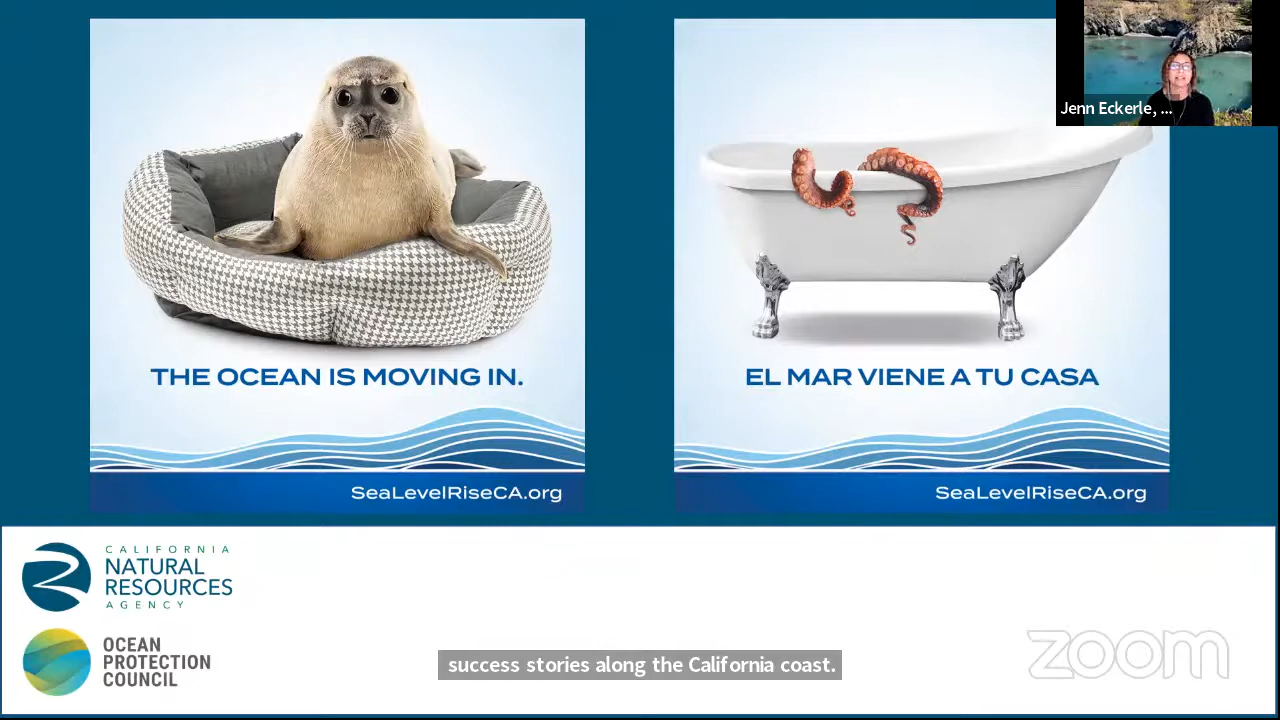 Jenn Eckerle, ...
THE OCEAN IS MOVING IN.
SeaLevelRiseCA.org
EL MAR VIENE A TU CASA
SeaLevelRiseCA.org
CALIFORNIA
NATURAL
RESOURCES
AGENCY
OCEAN
PROTECTION
COUNCIL
success stories along the California coast.
zoom